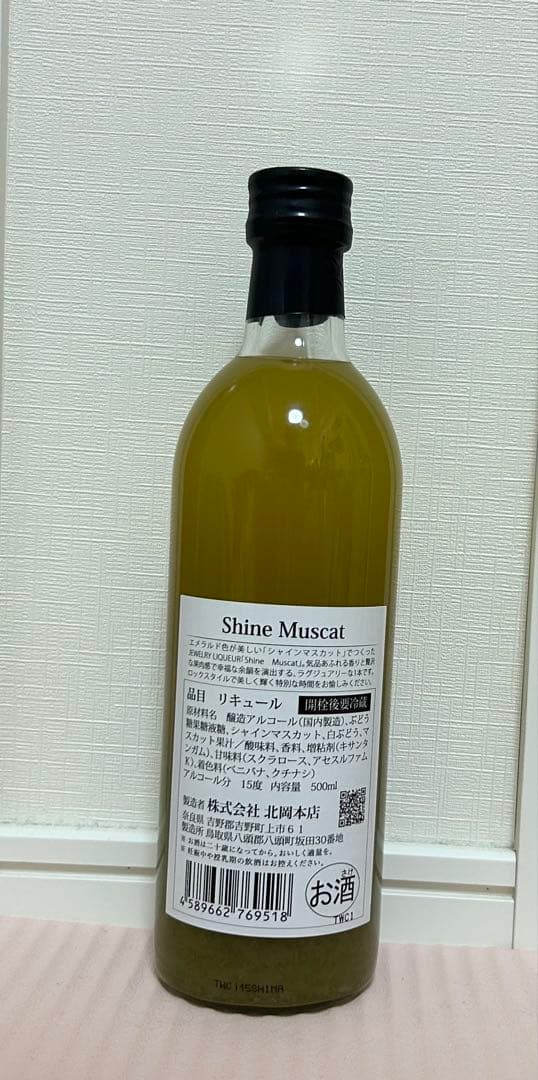 Shine Muscat
エメラルド色が美しい「シャインマスカット」でつくった
JEWELRY LIQUEUR「Shine Muscat」。気品あふれる香りと贅沢
な果肉感で幸福な余韻を演出する、ラグジュアリーな1本です。
ロックスタイルで美しく輝く特別な時間をお愉しみください。
品目 リキュール 開栓後要冷蔵
原材料名 醸造アルコール(国内製造)、ぶどう
糖果糖液糖、シャインマスカット、白ぶどう、マ
スカット果汁/酸味料、香料、増粘剤(キサンタ
ンガム)、甘味料(スクラロース、アセスルファム
K)、着色料(ベニバナ、クチナシ)
アルコール分 15度 内容量 500ml
製造者 株式会社 北岡本店
奈良県 吉野郡吉野町上市61
製造所 鳥取県八頭郡八頭町坂田30番地
※ お酒は二十歳になってから。おいしく適量を。
※ 妊娠中や授乳期の飲酒はお控えください。
さけ
お酒
4589662769518
TWC1